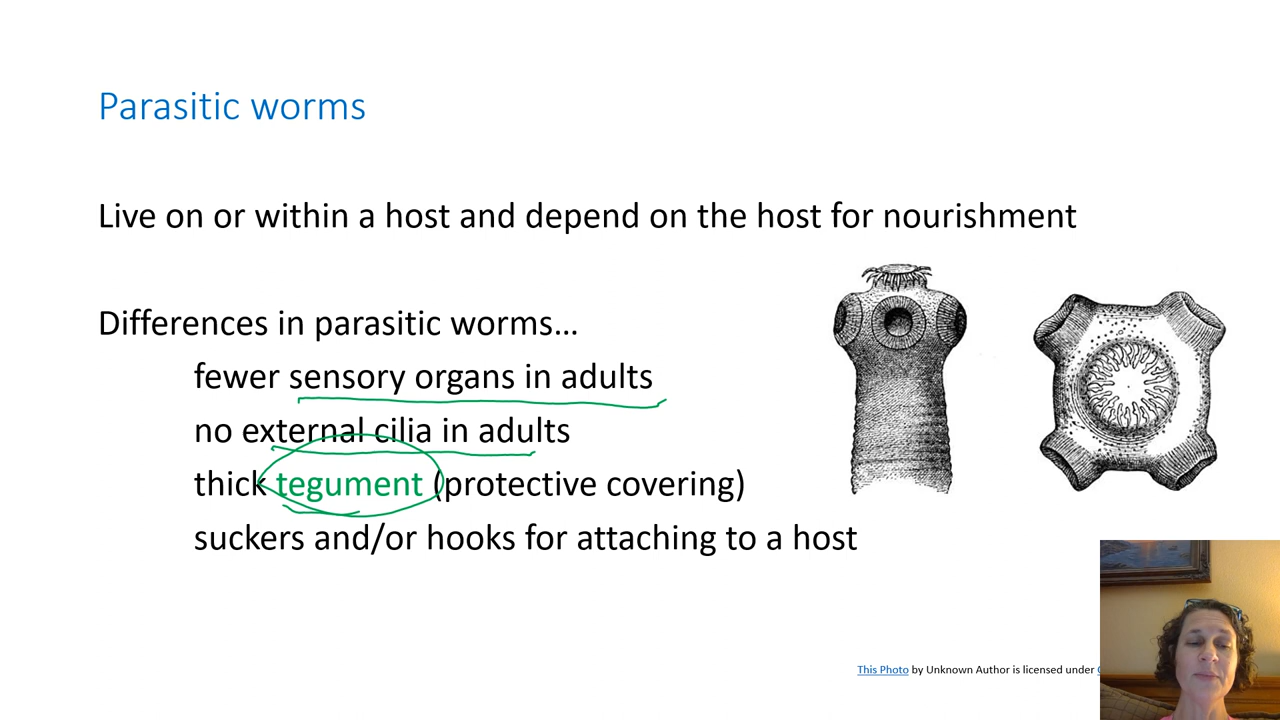 Parasitic worms
Live on or within a host and depend on the host for nourishment
Differences in parasitic worms…
fewer sensory organs in adults
no external cilia in adults
thick tegument (protective covering)
suckers and/or hooks for attaching to a host
This Photo by Unknown Author is licensed under